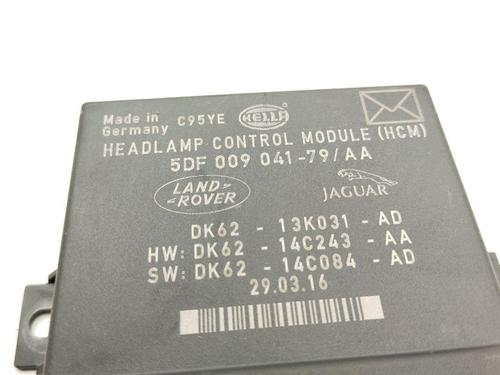 Made in
Germany
C95YE
HELLA
HEADLAMP CONTROL MODULE (HCM)
5DF 009 041-79/AA
LAND
ROVER
JAGUAR
DK62 - 13K031 - AD
HW: DK62 - 14C243 - AA
SW: DK62 - 14C084 - AD
29.03.16